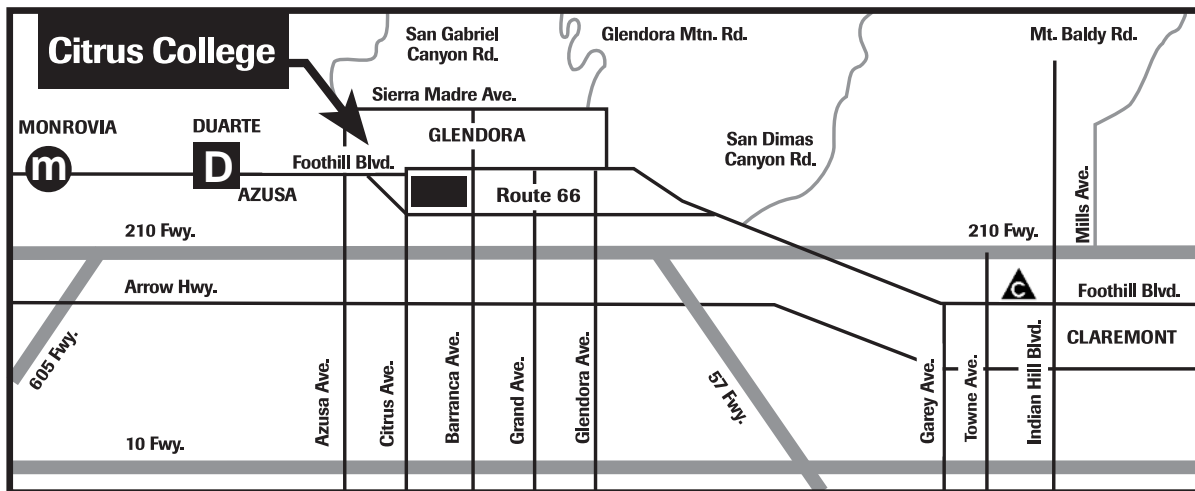 Citrus College
San Gabriel
Canyon Rd.
Glendora Mtn. Rd.
Mt. Baldy Rd.
Sierra Madre Ave.
MONROVIA
DUARTE
GLENDORA
San Dimas
Canyon Rd.
Foothill Blvd.
m
D
AZUSA
Route 66
Mills Ave.
210 Fwy.
210 Fwy.
Arrow Hwy.
C
Foothill Blvd.
CLAREMONT
605 Fwy.
Azusa Ave.
Citrus Ave.
Barranca Ave.
Grand Ave.
Glendora Ave.
57 Fwy.
Garey Ave.
Towne Ave.
Indian Hill Blvd.
10 Fwy.